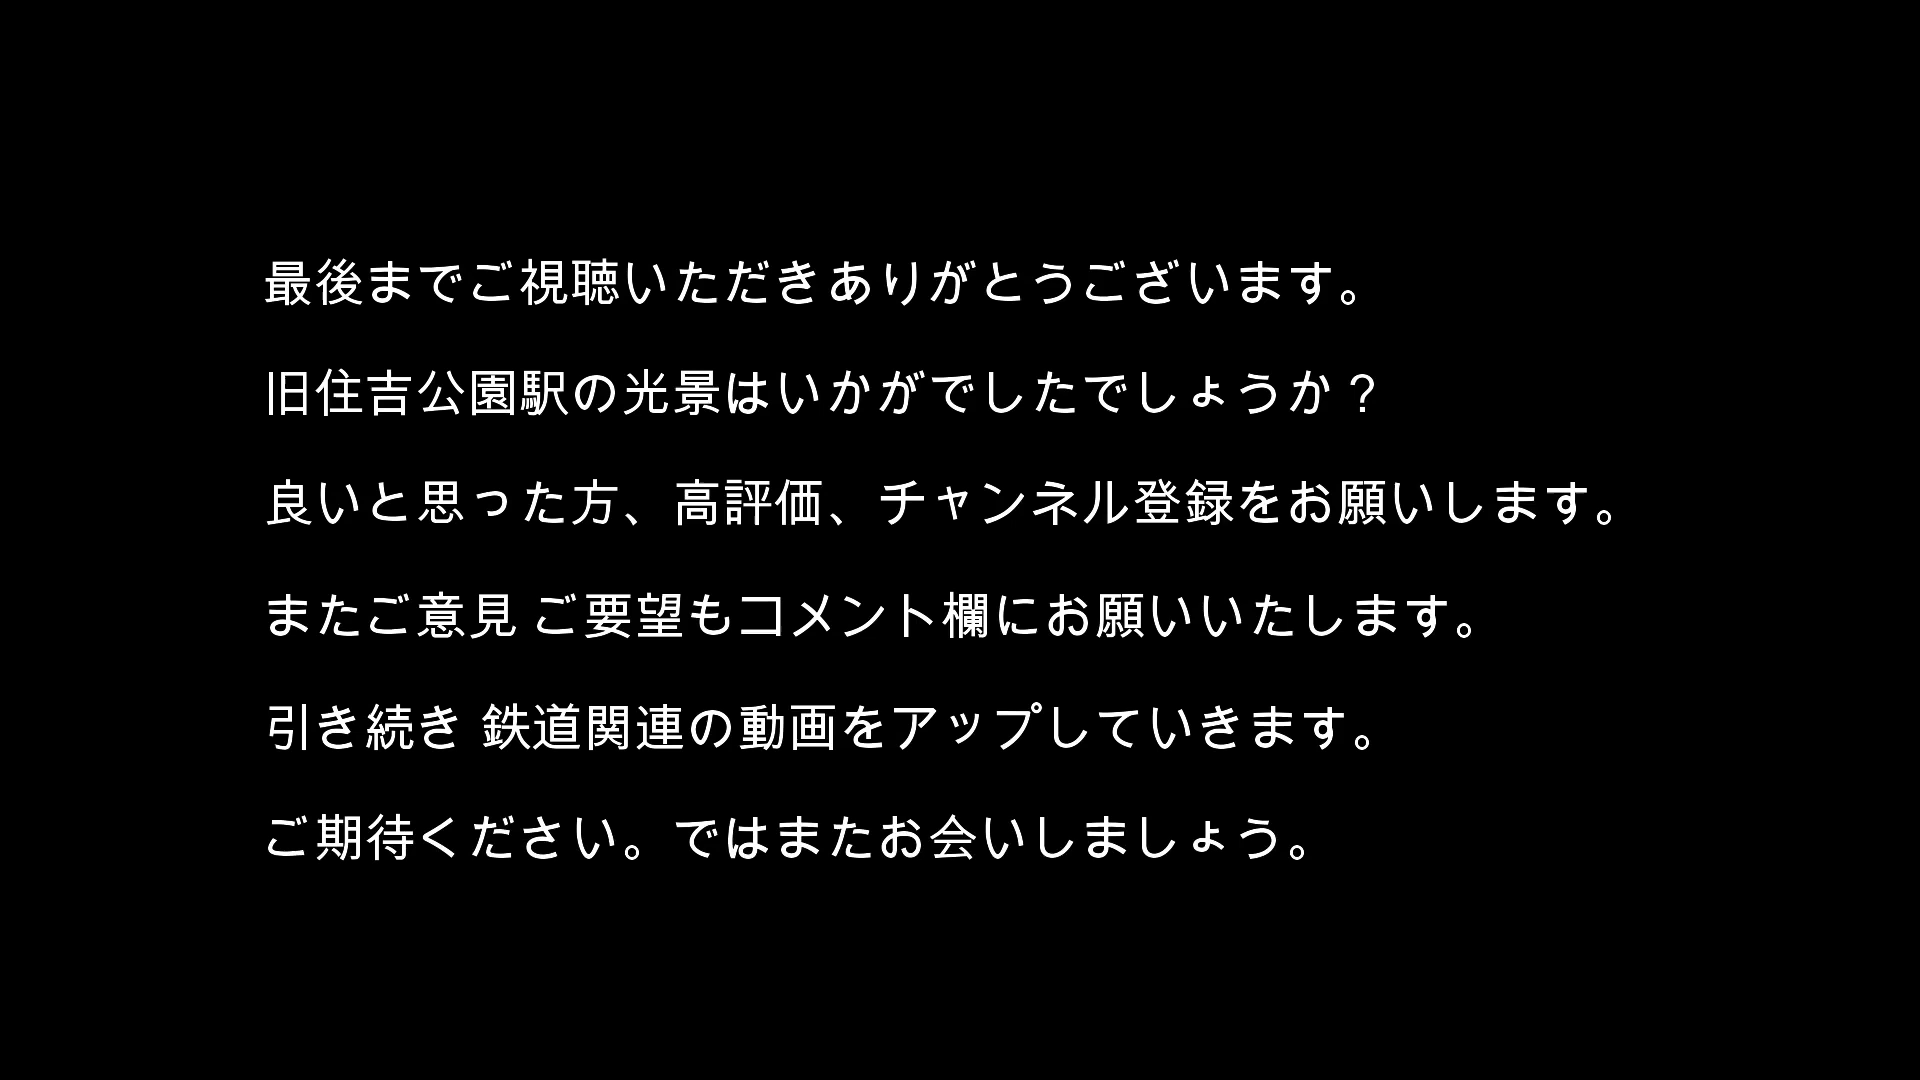 最後までご視聴いただきありがとうございます。
旧住吉公園駅の光景はいかがでしたでしょうか？
良いと思った方、高評価、チャンネル登録をお願いします。
またご意見 ご要望もコメント欄にお願いいたします。
引き続き 鉄道関連の動画をアップしていきます。
ご期待ください。ではまたお会いしましょう。